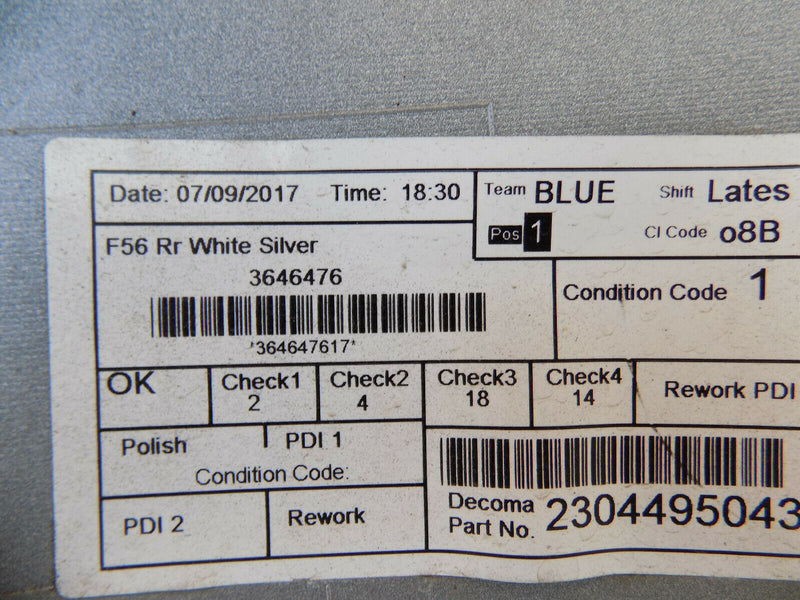 Date: 07/09/2017 Time: 18:30
Team BLUE Shift Lates
Pos 1 CI Code o8B
F56 Rr White Silver
3646476
*364647617*
Condition Code 1
OK
Check1
2
Check2
4
Check3
18
Check4
14
Rework PDI
Polish
PDI 1
Condition Code:
PDI 2
Rework
Decoma
Part No. 2304495043